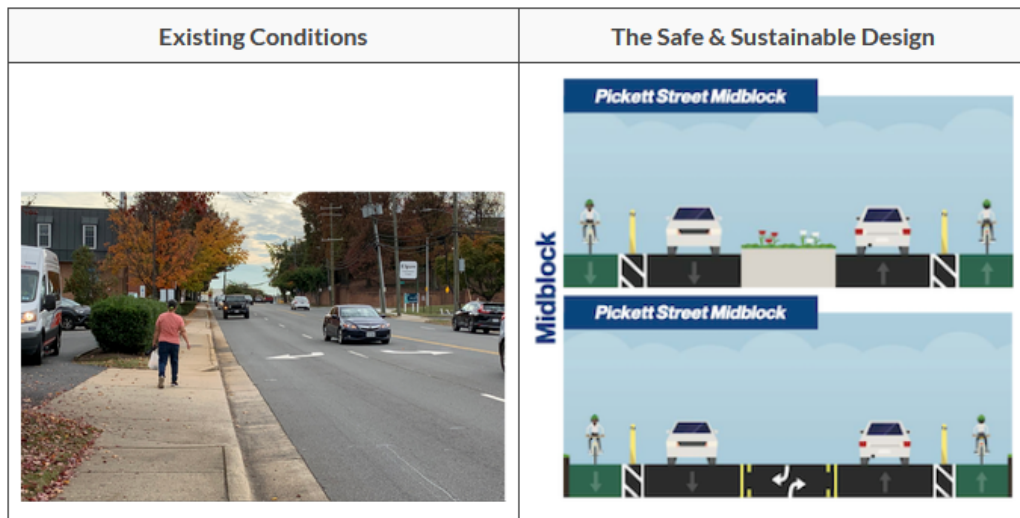 Existing Conditions
The Safe & Sustainable Design
Pickett Street Midblock
Midblock
Pickett Street Midblock